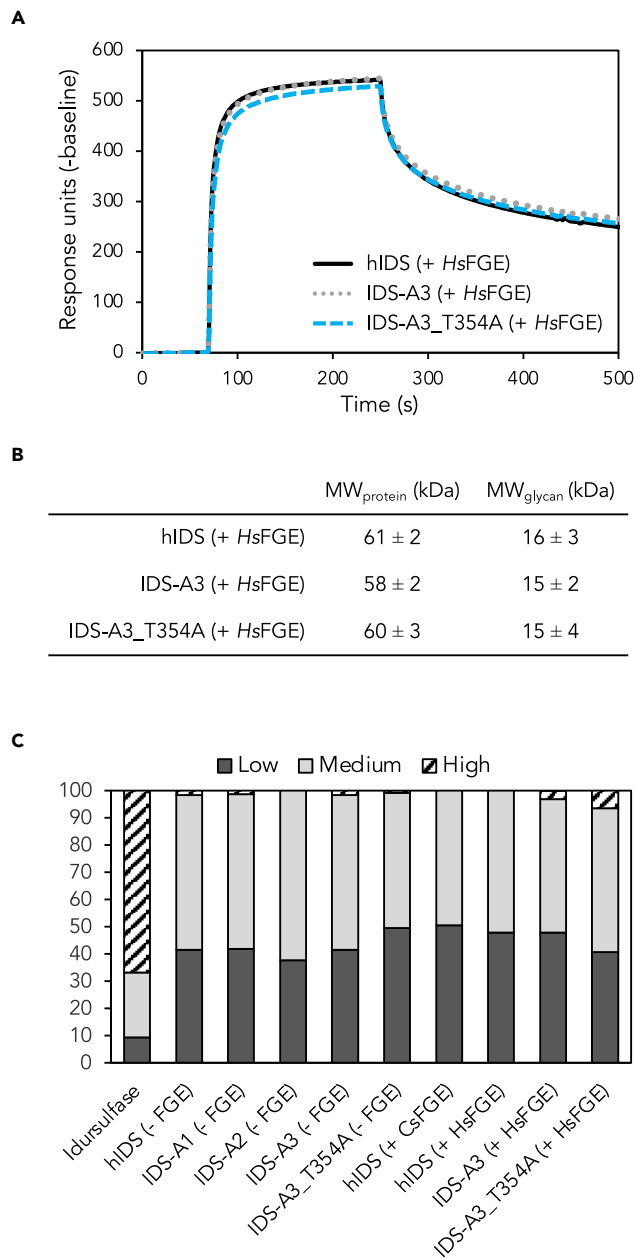 A
600
500
400
300
200
100
0
Response units (-baseline)
hIDS (+ HsFGE)
IDS-A3 (+ HsFGE)
IDS-A3_T354A (+ HsFGE)
0 100 200 300 400 500
Time (s)
B
MWprotein (kDa) MWglycan (kDa)
hIDS (+ HsFGE) 61 ± 2 16 ± 3
IDS-A3 (+ HsFGE) 58 ± 2 15 ± 2
IDS-A3_T354A (+ HsFGE) 60 ± 3 15 ± 4
C
Low Medium High
100
90
80
70
60
50
40
30
20
10
0
Idursulfase
hIDS (- FGE)
IDS-A1 (- FGE)
IDS-A2 (- FGE)
IDS-A3 (- FGE)
IDS-A3_T354A (- FGE)
hIDS (+ CsFGE)
hIDS (+ HsFGE)
IDS-A3 (+ HsFGE)
IDS-A3_T354A (+ HsFGE)